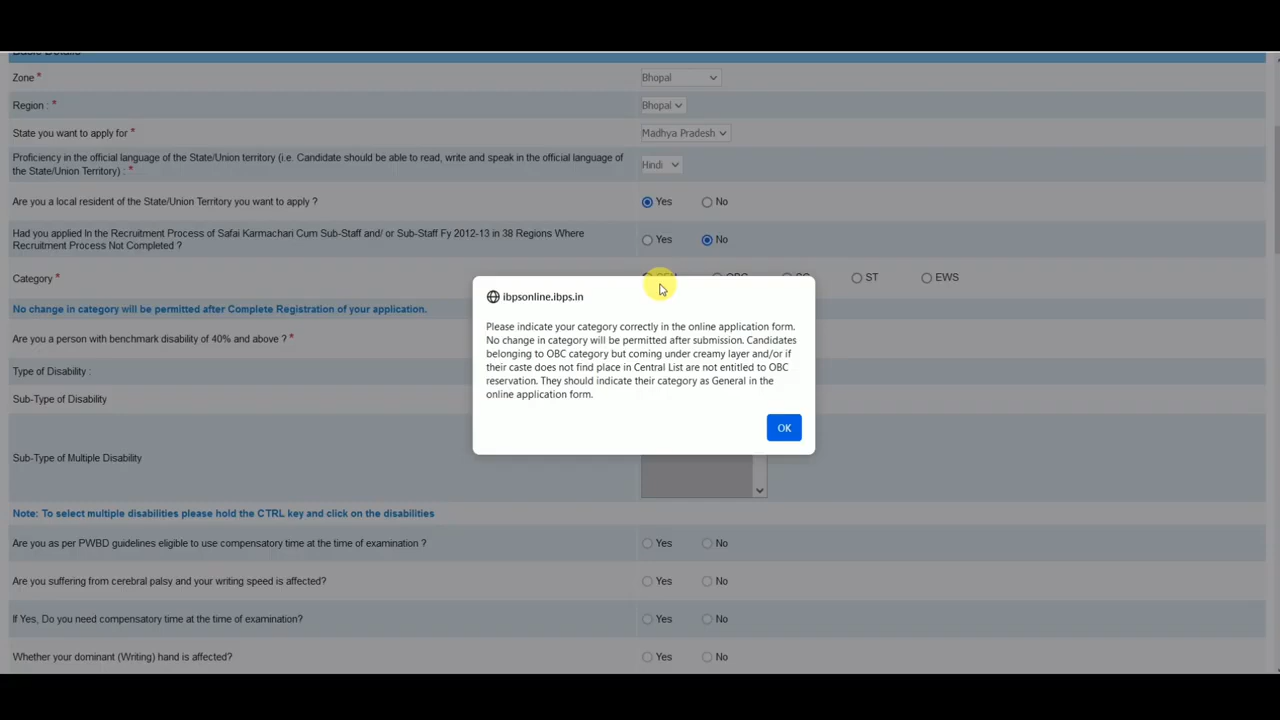 Basic Details
Zone * Bhopal
Region : * Bhopal
State you want to apply for * Madhya Pradesh
Proficiency in the official language of the State/Union territory (i.e. Candidate should be able to read, write and speak in the official language of
the State/Union Territory) : * Hindi
Are you a local resident of the State/Union Territory you want to apply ? Yes No
Had you applied In the Recruitment Process of Safai Karmachari Cum Sub-Staff and/ or Sub-Staff Fy 2012-13 in 38 Regions Where
Recruitment Process Not Completed ? Yes No
Category * GEN OBC SC ST EWS
No change in category will be permitted after Complete Registration of your application.
Are you a person with benchmark disability of 40% and above ? *
Type of Disability :
Sub-Type of Disability
Sub-Type of Multiple Disability
ibpsonline.ibps.in
Please indicate your category correctly in the online application form.
No change in category will be permitted after submission. Candidates
belonging to OBC category but coming under creamy layer and/or if
their caste does not find place in Central List are not entitled to OBC
reservation. They should indicate their category as General in the
online application form.
OK
Note: To select multiple disabilities please hold the CTRL key and click on the disabilities
Are you as per PWBD guidelines eligible to use compensatory time at the time of examination ? Yes No
Are you suffering from cerebral palsy and your writing speed is affected? Yes No
If Yes, Do you need compensatory time at the time of examination? Yes No
Whether your dominant (Writing) hand is affected? Yes No